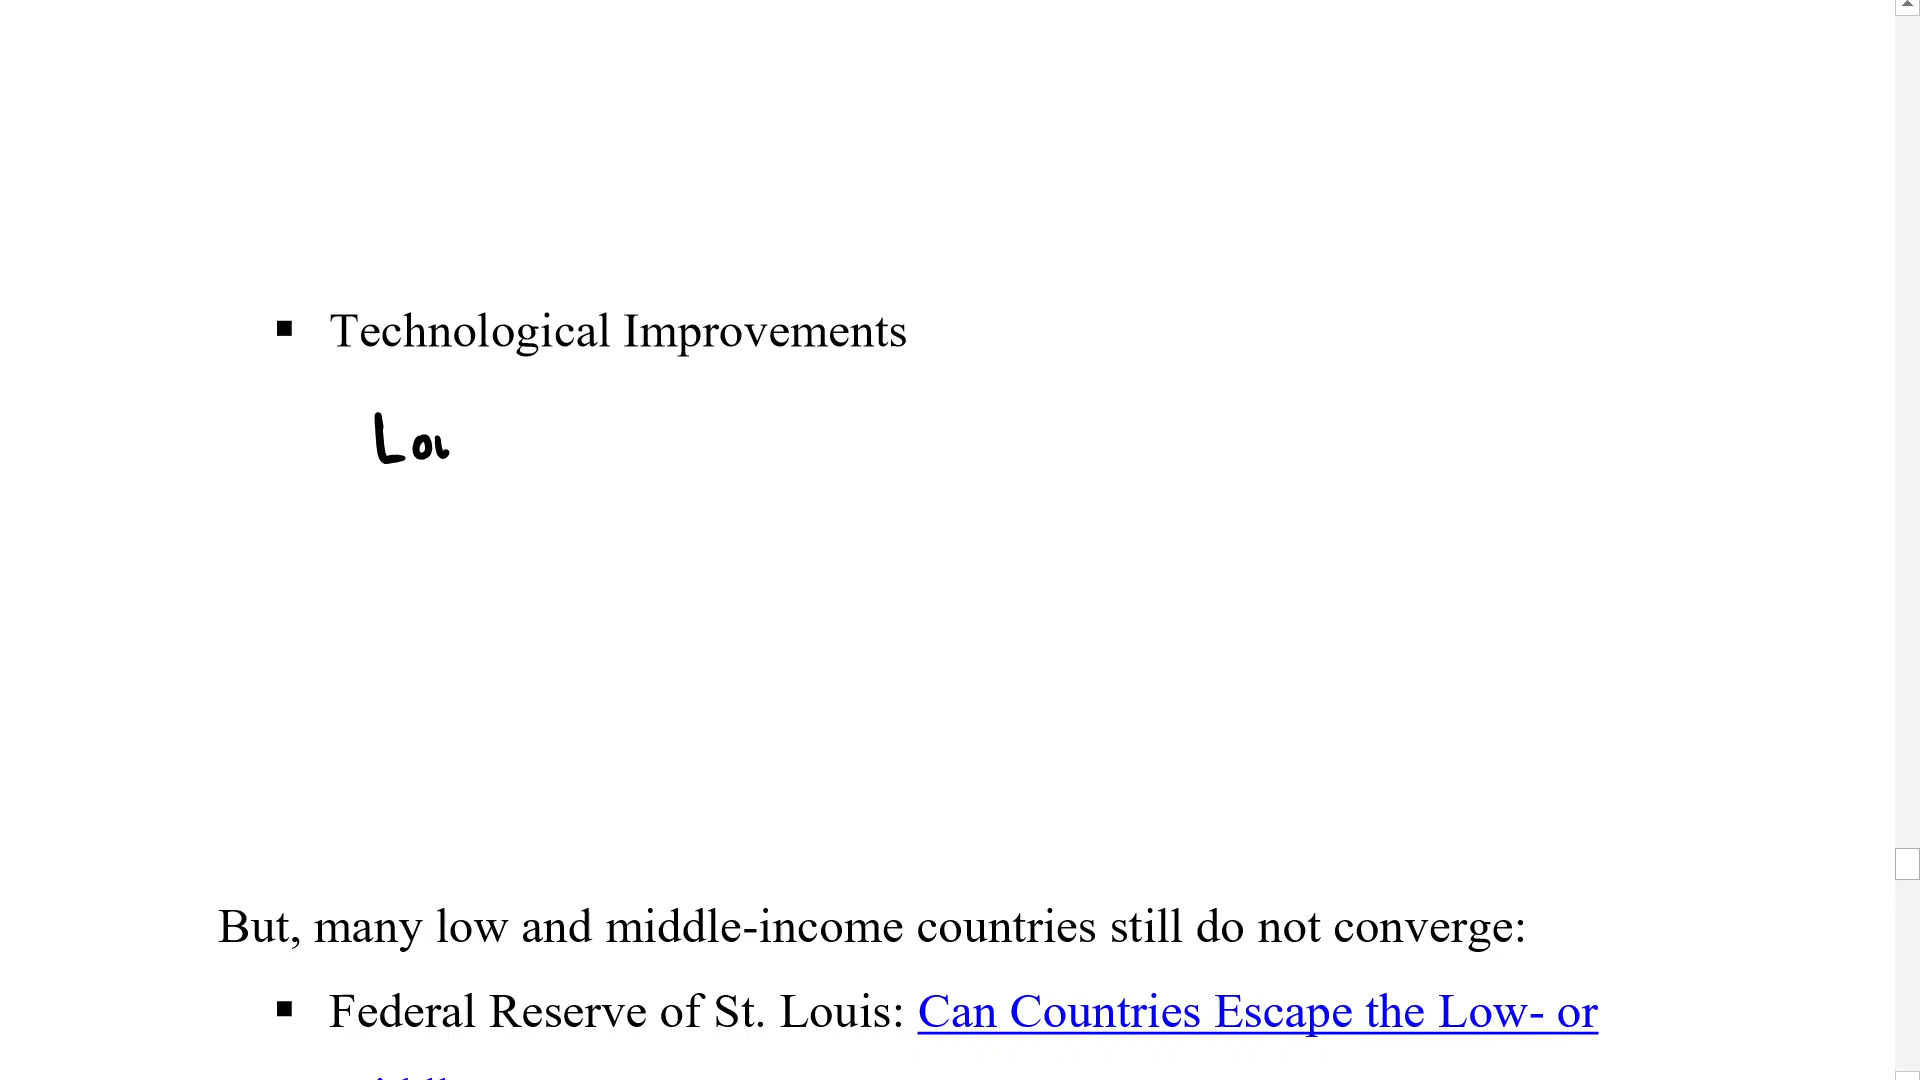 ▪ Technological Improvements
Lou
But, many low and middle-income countries still do not converge:
▪ Federal Reserve of St. Louis: Can Countries Escape the Low- or